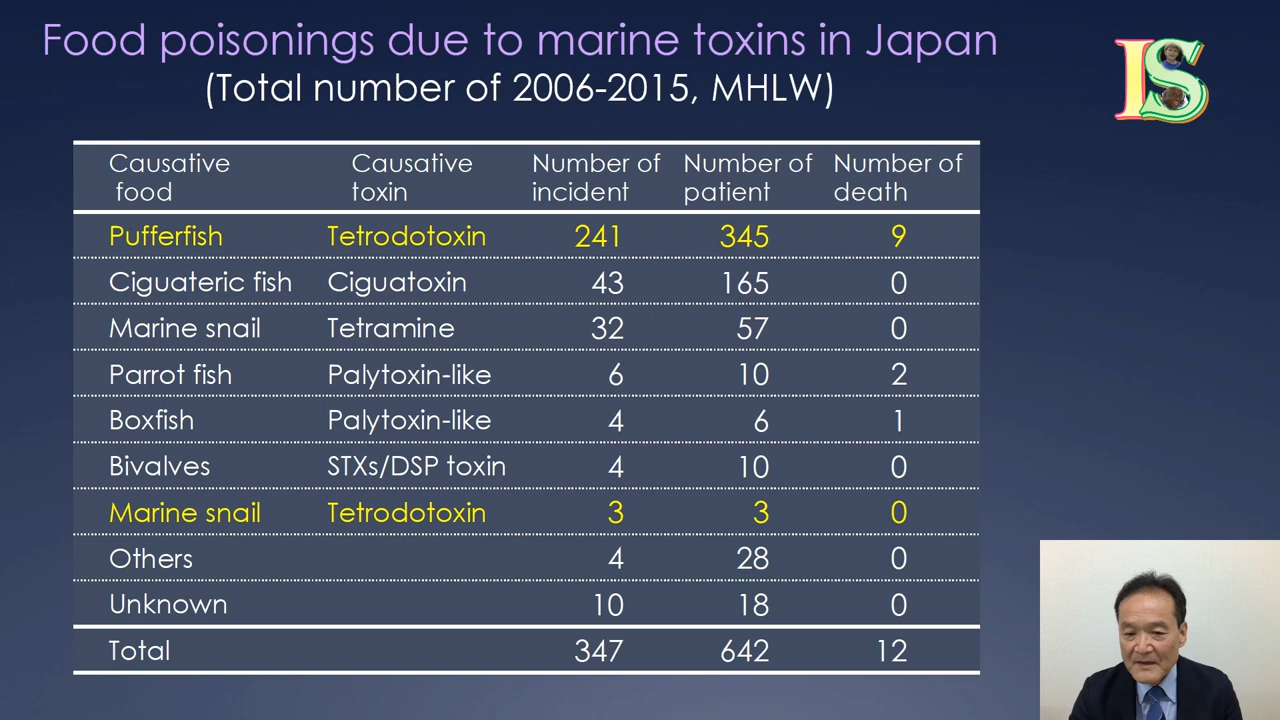 Food poisonings due to marine toxins in Japan
(Total number of 2006-2015, MHLW)
IS
Causative food Causative toxin Number of incident Number of patient Number of death
Pufferfish Tetrodotoxin 241 345 9
Ciguateric fish Ciguatoxin 43 165 0
Marine snail Tetramine 32 57 0
Parrot fish Palytoxin-like 6 10 2
Boxfish Palytoxin-like 4 6 1
Bivalves STXs/DSP toxin 4 10 0
Marine snail Tetrodotoxin 3 3 0
Others 4 28 0
Unknown 10 18 0
Total 347 642 12